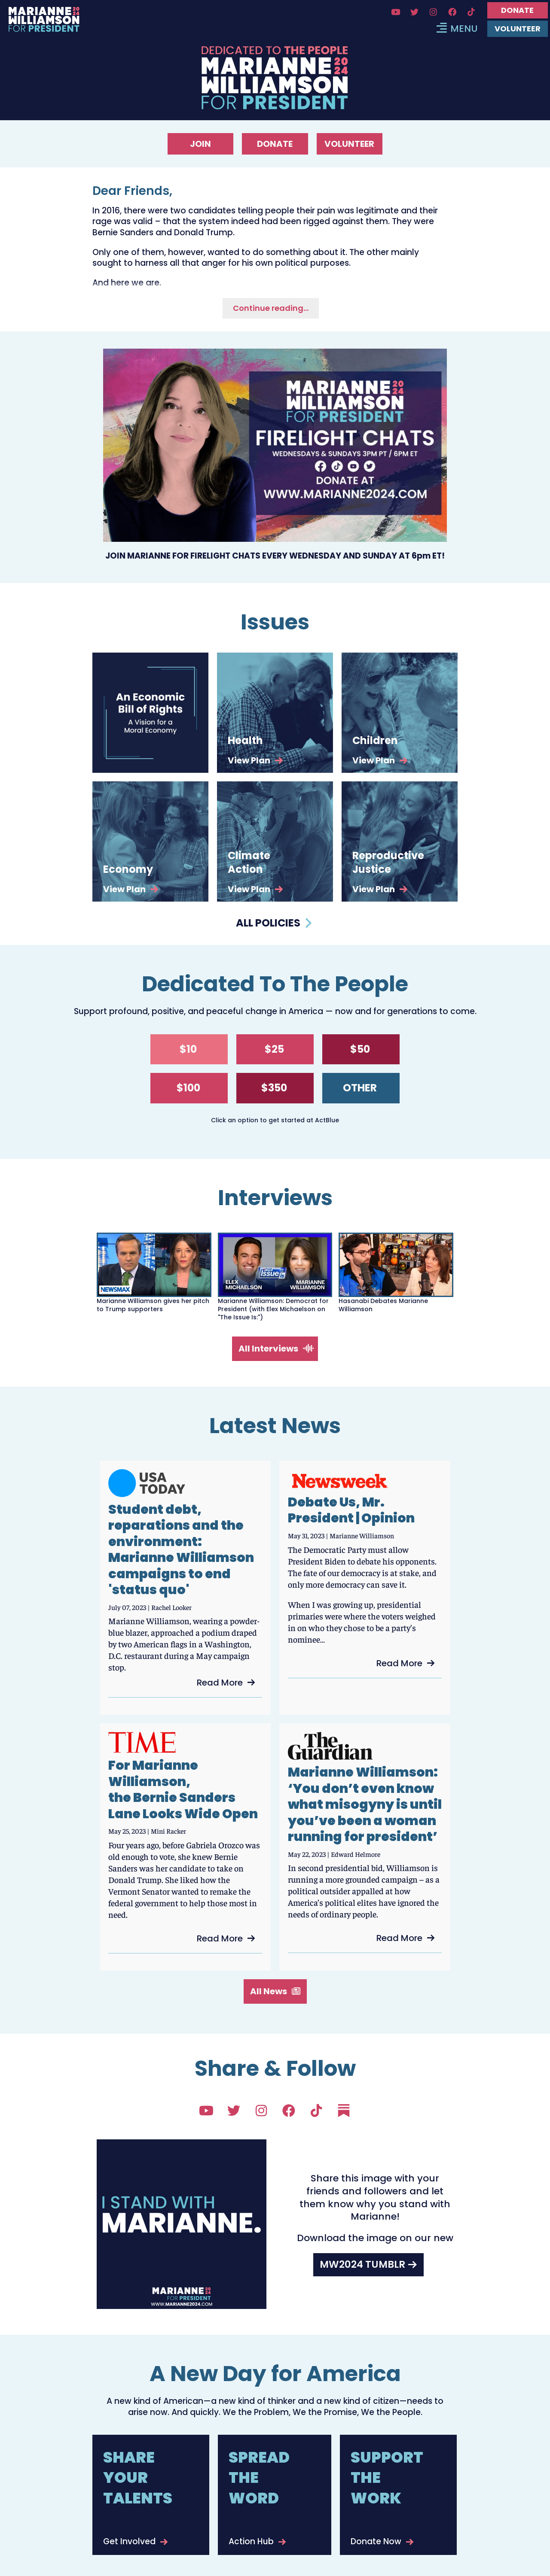 MARIANNE 20
WILLIAMSON 24
FOR PRESIDENT
DONATE
MENU
VOLUNTEER
DEDICATED TO THE PEOPLE
MARIANNE 20
WILLIAMSON 24
FOR PRESIDENT
JOIN
DONATE
VOLUNTEER
Dear Friends,
In 2016, there were two candidates telling people their pain was legitimate and their
rage was valid – that the system indeed had been rigged against them. They were
Bernie Sanders and Donald Trump.
Only one of them, however, wanted to do something about it. The other mainly
sought to harness all that anger for his own political purposes.
And here we are.
Continue reading...
MARIANNE 20
WILLIAMSON 24
FOR PRESIDENT
FIRELIGHT CHATS
WEDNESDAYS & SUNDAYS 3PM PT / 6PM ET
DONATE AT
WWW.MARIANNE2024.COM
JOIN MARIANNE FOR FIRELIGHT CHATS EVERY WEDNESDAY AND SUNDAY AT 6pm ET!
Issues
An Economic
Bill of Rights
A Vision for a
Moral Economy
Health
View Plan
Children
View Plan
Economy
View Plan
Climate
Action
View Plan
Reproductive
Justice
View Plan
ALL POLICIES
Dedicated To The People
Support profound, positive, and peaceful change in America — now and for generations to come.
$10
$25
$50
$100
$350
OTHER
Click an option to get started at ActBlue
Interviews
NEWSMAX
Marianne Williamson gives her pitch
to Trump supporters
ELEX
MICHAELSON
Issue is:
MARIANNE
WILLIAMSON
Marianne Williamson: Democrat for
President (with Elex Michaelson on
"The Issue Is:")
Hasanabi Debates Marianne
Williamson
All Interviews
Latest News
USA
TODAY
Student debt,
reparations and the
environment:
Marianne Williamson
campaigns to end
'status quo'
July 07, 2023 | Rachel Looker
Marianne Williamson, wearing a powder-
blue blazer, approached a podium draped
by two American flags in a Washington,
D.C. restaurant during a May campaign
stop.
Read More
Newsweek
Debate Us, Mr.
President | Opinion
May 31, 2023 | Marianne Williamson
The Democratic Party must allow
President Biden to debate his opponents.
The fate of our democracy is at stake, and
only more democracy can save it.
When I was growing up, presidential
primaries were where the voters weighed
in on who they chose to be a party's
nominee...
Read More
TIME
For Marianne
Williamson,
the Bernie Sanders
Lane Looks Wide Open
May 25, 2023 | Mini Racker
Four years ago, before Gabriela Orozco was
old enough to vote, she knew Bernie
Sanders was her candidate to take on
Donald Trump. She liked how the
Vermont Senator wanted to remake the
federal government to help those most in
need.
Read More
The
Guardian
Marianne Williamson:
‘You don’t even know
what misogyny is until
you’ve been a woman
running for president’
May 22, 2023 | Edward Helmore
In second presidential bid, Williamson is
running a more grounded campaign – as a
political outsider appalled at how
America's political elites have ignored the
needs of ordinary people.
Read More
All News
Share & Follow
I STAND WITH
MARIANNE.
MARIANNE 20
WILLIAMSON 24
FOR PRESIDENT
WWW.MARIANNE2024.COM
Share this image with your
friends and followers and let
them know why you stand with
Marianne!
Download the image on our new
MW2024 TUMBLR
A New Day for America
A new kind of American—a new kind of thinker and a new kind of citizen—needs to
arise now. And quickly. We the Problem, We the Promise, We the People.
SHARE
YOUR
TALENTS
Get Involved
SPREAD
THE
WORD
Action Hub
SUPPORT
THE
WORK
Donate Now